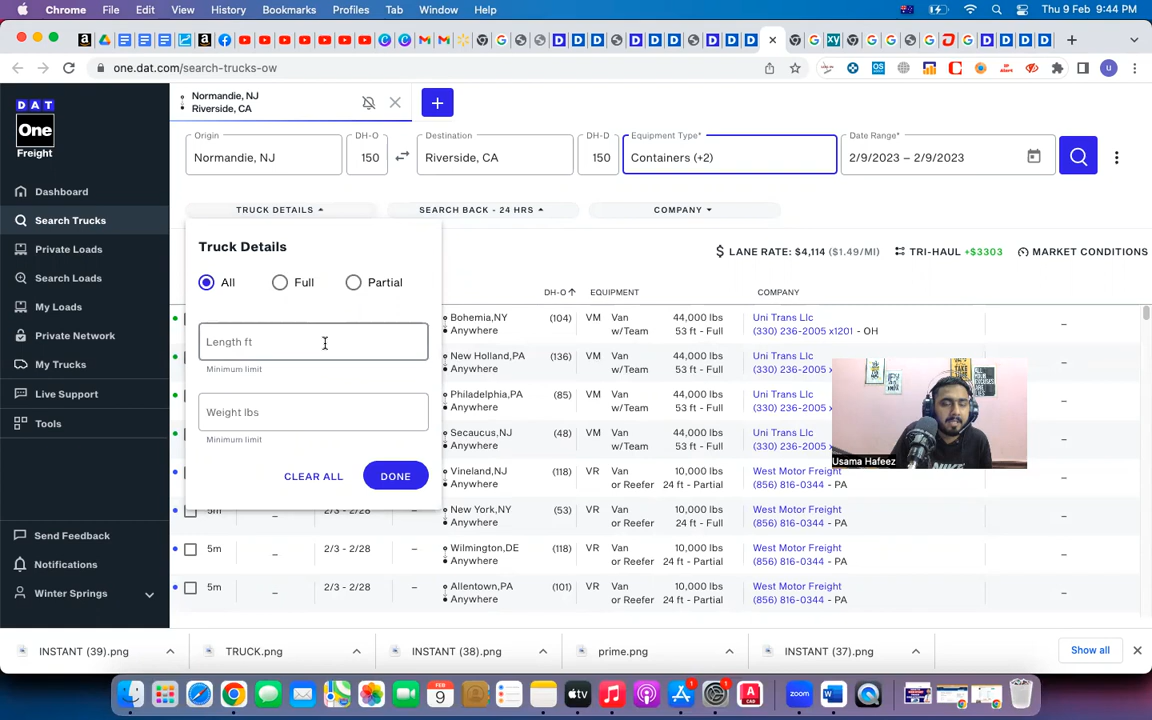 Chrome File Edit View History Bookmarks Profiles Tab Window Help Thu 9 Feb 9:44 PM
one.dat.com/search-trucks-ow
DAT
One
Freight
Dashboard
Search Trucks
Private Loads
Search Loads
My Loads
Private Network
My Trucks
Live Support
Tools
Send Feedback
Notifications
Winter Springs
Normandie, NJ
Riverside, CA
Origin DH-O Destination DH-D Equipment Type* Date Range*
Normandie, NJ 150 Riverside, CA 150 Containers (+2) 2/9/2023 – 2/9/2023
TRUCK DETAILS SEARCH BACK - 24 HRS COMPANY
Truck Details
All Full Partial
Length ft
Minimum limit
Weight lbs
Minimum limit
CLEAR ALL DONE
LANE RATE: $4,114 ($1.49/MI) TRI-HAUL +$3303 MARKET CONDITIONS
DH-O EQUIPMENT COMPANY
Bohemia,NY (104) VM Van 44,000 lbs Uni Trans Llc –
Anywhere w/Team 53 ft - Full (330) 236-2005 x1201 - OH
New Holland,PA (136) VM Van 44,000 lbs Uni Trans Llc
Anywhere w/Team 53 ft - Full (330) 236-2005 x
Philadelphia,PA (85) VM Van 44,000 lbs Uni Trans Llc –
Anywhere w/Team 53 ft - Full (330) 236-2005 x
Secaucus,NJ (48) VM Van 44,000 lbs Uni Trans Llc
Anywhere w/Team 53 ft - Full (330) 236-2005 x
Vineland,NJ (118) VR Van 10,000 lbs West Motor Freight –
Anywhere or Reefer 24 ft - Partial (856) 816-0344 - PA
5m – 2/3 - 2/28 – New York,NY (53) VR Van 10,000 lbs West Motor Freight –
Anywhere or Reefer 24 ft - Full (856) 816-0344 - PA
5m – 2/3 - 2/28 – Wilmington,DE (118) VR Van 10,000 lbs West Motor Freight –
Anywhere or Reefer 24 ft - Partial (856) 816-0344 - PA
5m – 2/3 - 2/28 – Allentown,PA (101) VR Van 10,000 lbs West Motor Freight –
Anywhere or Reefer 24 ft - Partial (856) 816-0344 - PA
Usama Hafeez
INSTANT (39).png TRUCK.png INSTANT (38).png prime.png INSTANT (37).png Show all